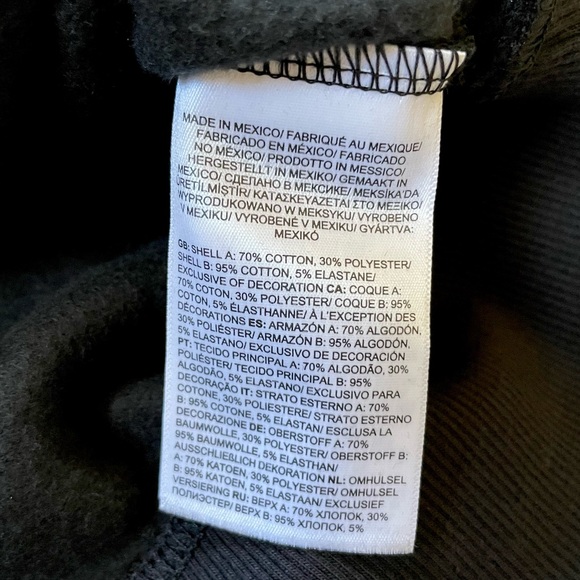 MADE IN MEXICO/ FABRIQUÉ AU MEXIQUE/
FABRICADO EN MÉXICO/ FABRICADO
NO MÉXICO/ PRODOTTO IN MESSICO/
HERGESTELLT IN MEXIKO/ GEMAAKT IN
MEXICO/ СДЕЛАНО В МЕКСИКЕ/ MEKSİKA'DA
ÜRETİLMİSTİR/ ΚΑΤΑΣΚΕΥΑΖΕΤΑΙ ΣΤΟ ΜΕΞΙΚΟ/
WYPRODUKOWANO W MEKSYKU/ VYROBENO
V MEXIKU/ VYROBENÉ V MEXIKU/ GYÁRTVA:
MEXIKÓ
GB: SHELL A: 70% COTTON, 30% POLYESTER/
SHELL B: 95% COTTON, 5% ELASTANE/
EXCLUSIVE OF DECORATION CA: COQUE A:
70% COTON, 30% POLYESTER/ COQUE B: 95%
COTON, 5% ÉLASTHANNE/ À L'EXCEPTION DES
DÉCORATIONS ES: ARMAZÓN A: 70% ALGODÓN,
30% POLIÉSTER/ ARMAZÓN B: 95% ALGODÓN,
5% ELASTANO/ EXCLUSIVO DE DECORACIÓN
PT: TECIDO PRINCIPAL A: 70% ALGODÃO, 30%
POLIÉSTER/ TECIDO PRINCIPAL B: 95%
ALGODÃO, 5% ELASTANO/ EXCLUSIVO PARA
DECORAÇÃO IT: STRATO ESTERNO A: 70%
COTONE, 30% POLIESTERE/ STRATO ESTERNO
B: 95% COTONE, 5% ELASTAN/ ESCLUSA LA
DECORAZIONE DE: OBERSTOFF A: 70%
BAUMWOLLE, 30% POLYESTER/ OBERSTOFF B:
95% BAUMWOLLE, 5% ELASTHAN/
AUSSCHLIEßLICH DEKORATION NL: OMHULSEL
A: 70% KATOEN, 30% POLYESTER/ OMHULSEL
B: 95% KATOEN, 5% ELASTAAN/ EXCLUSIEF
VERSIERING RU: ВЕРХ A: 70% ХЛОПОК, 30%
ПОЛИЭСТЕР/ ВЕРХ B: 95% ХЛОПОК, 5%